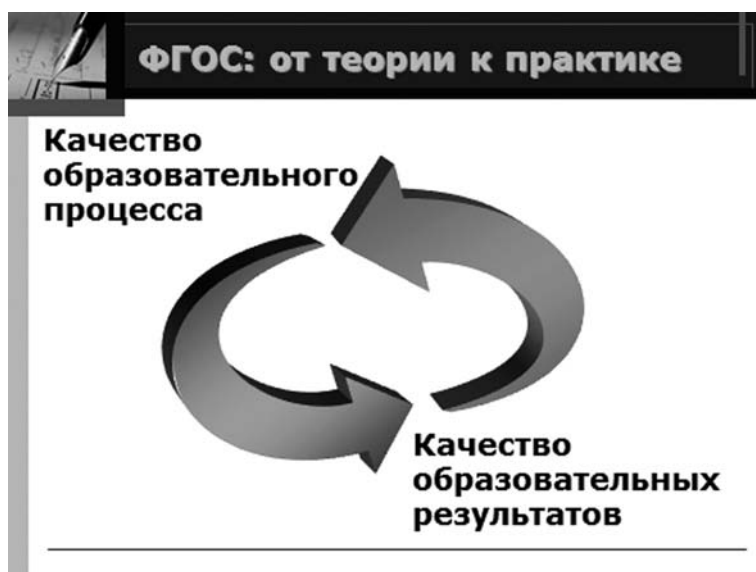 ФГОС: от теории к практике
Качество
образовательного
процесса
Качество
образовательных
результатов